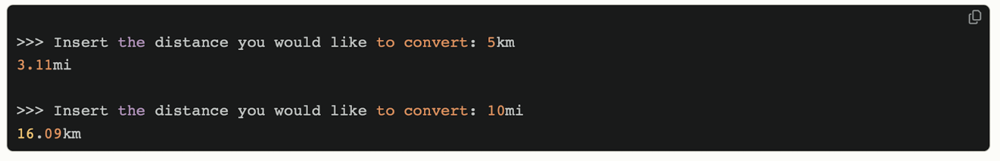 >>> Insert the distance you would like to convert: 5km
3.11mi
>>> Insert the distance you would like to convert: 10mi
16.09km